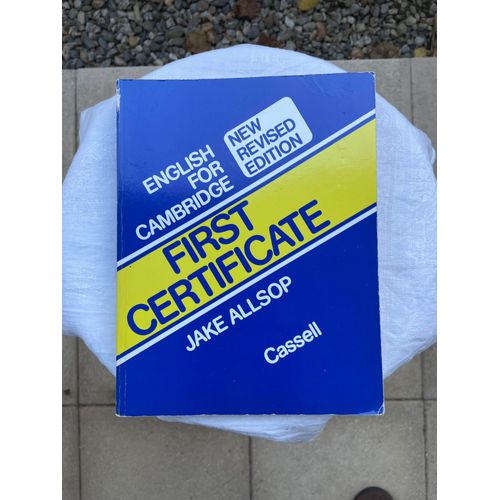 ENGLISH
FOR
CAMBRIDGE
NEW
REVISED
EDITION
FIRST
CERTIFICATE
JAKE ALLSOP
Cassell